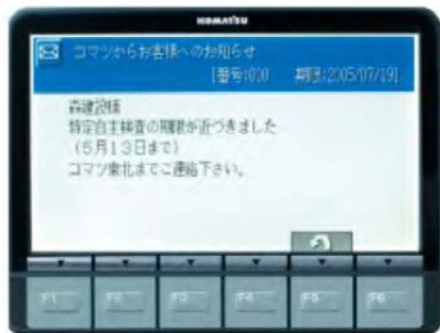 KOMATSU
コマツからお客様へのお知らせ
[番号:000 期限:2005/07/19]
森建設様
特定自主検査の期限が近づきました
(5月13日まで)
コマツ東北までご連絡下さい。
F1 F2 F3 F4 F5 F6